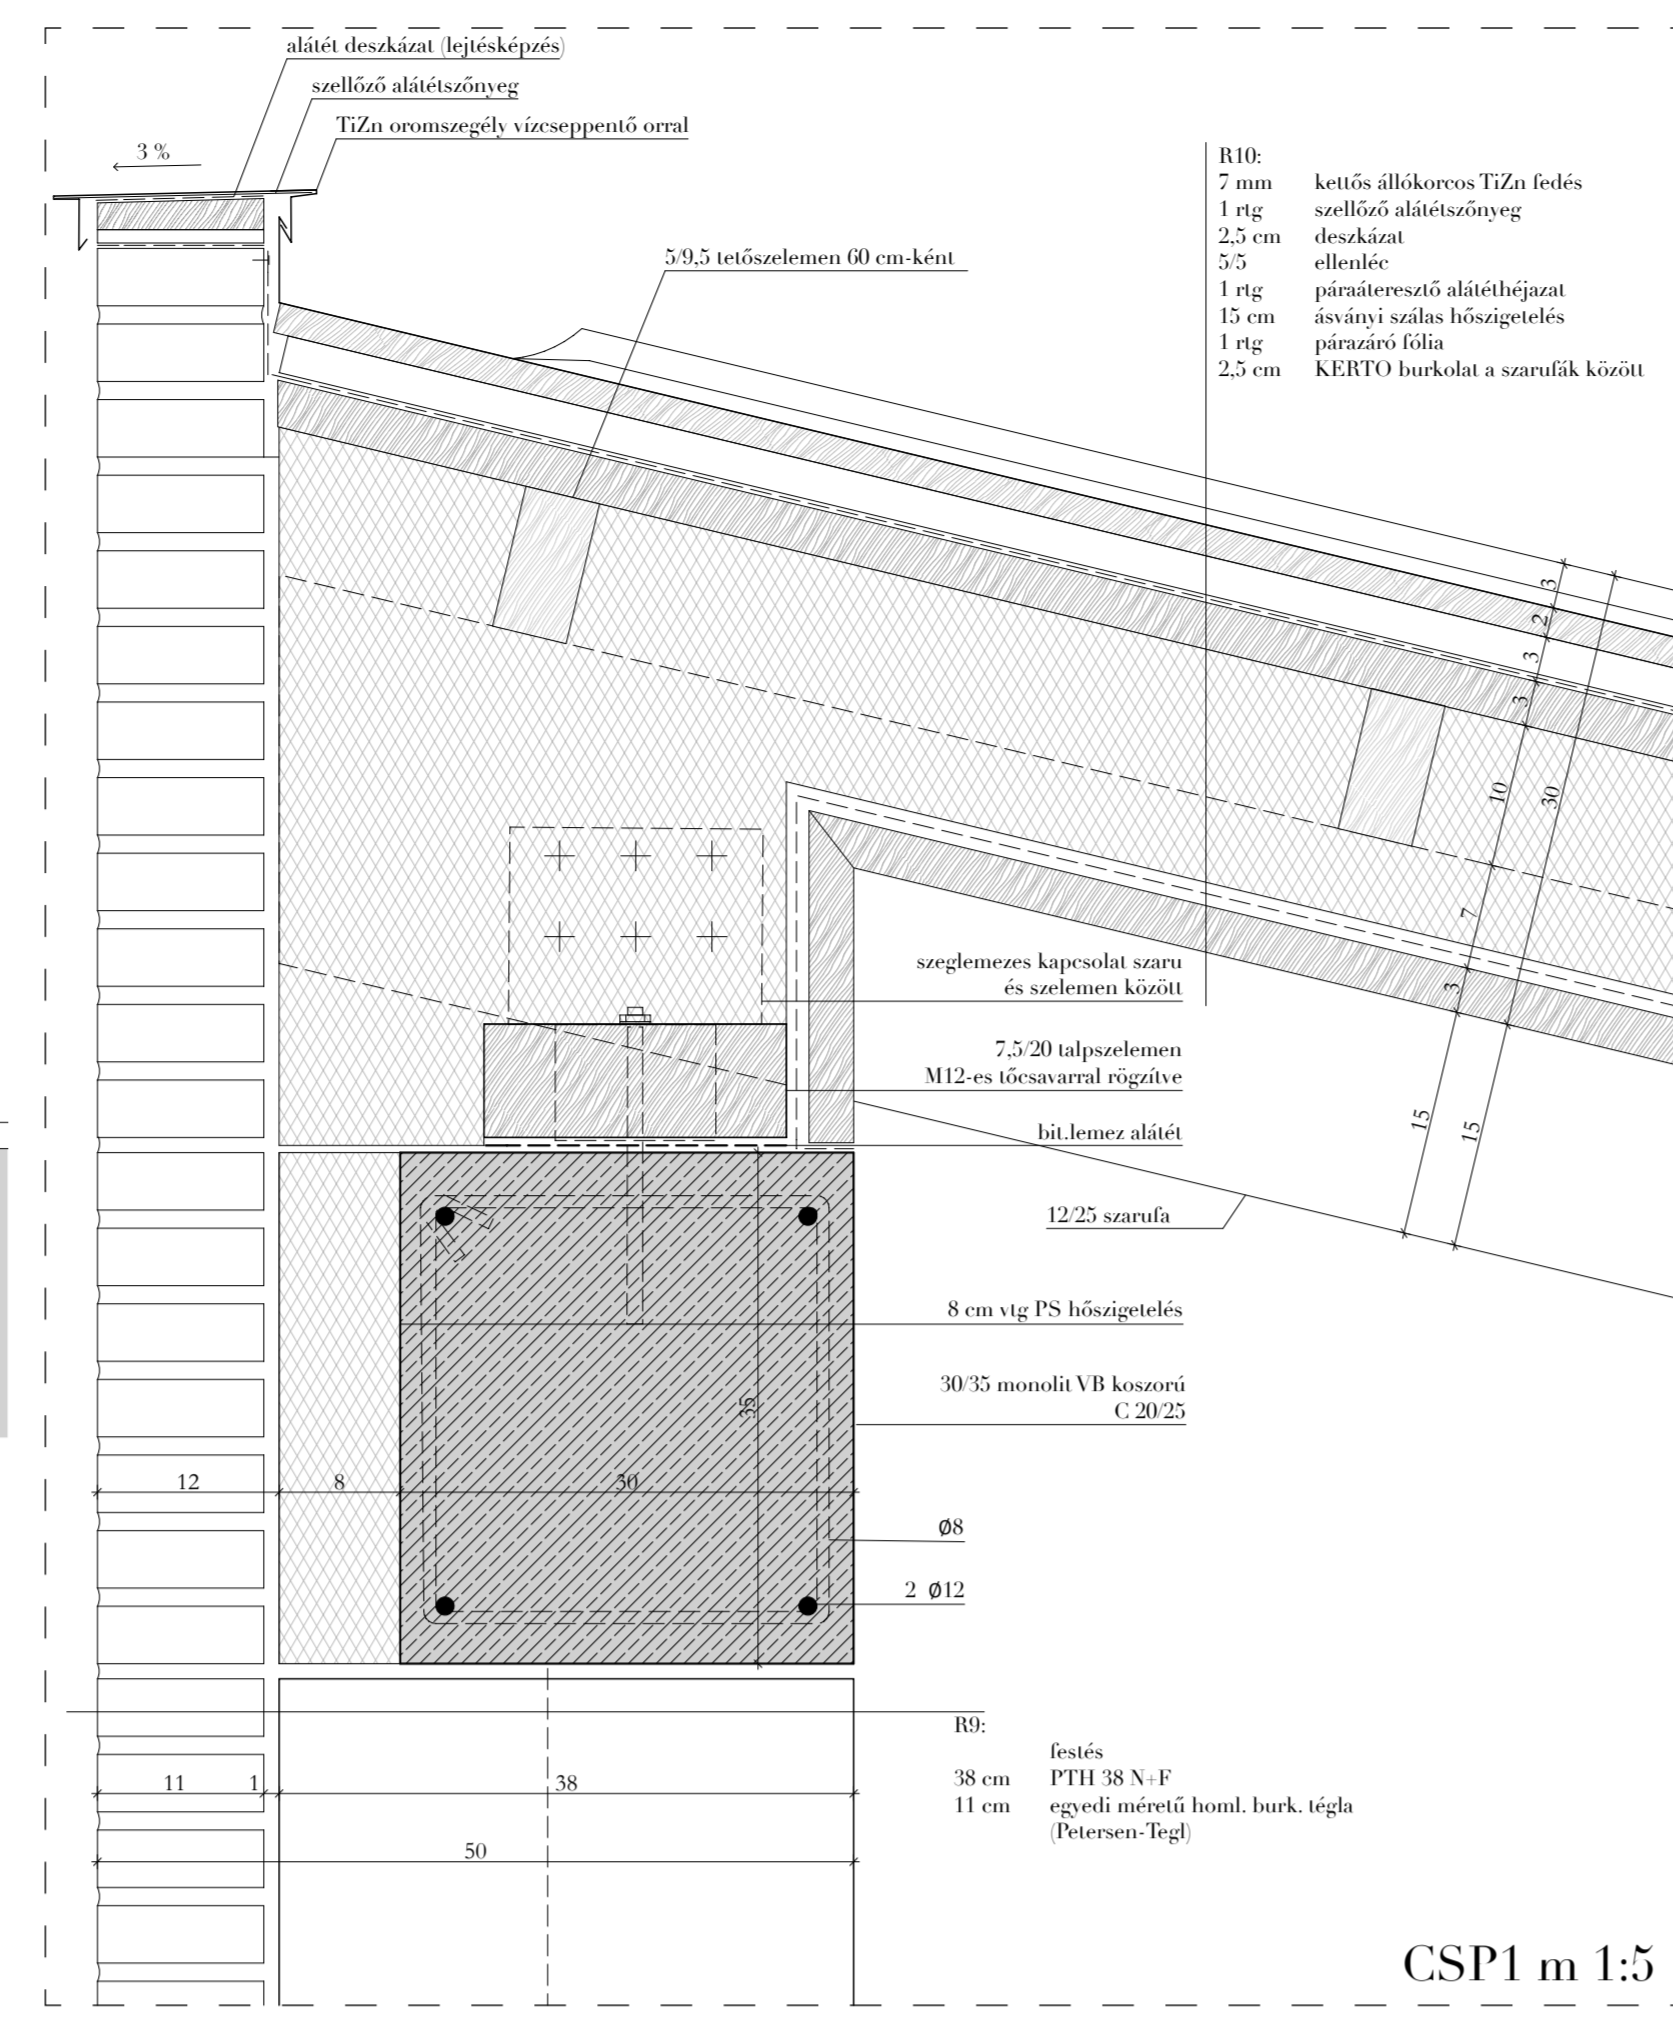 alátét deszkázat (lejtésképzés)
szellőző alátétszőnyeg
TiZn oromszegély vízcseppentő orral
3 %
R10:
7 mm kettős állókorcos TiZn fedés
1 rtg szellőző alátétszőnyeg
2,5 cm deszkázat
5/5 ellenléc
1 rtg páraáteresztő alátéthéjazat
15 cm ásványi szálas hőszigetelés
1 rtg párazáró fólia
2,5 cm KERTO burkolat a szarufák között
5/9,5 tetőszelemen 60 cm-ként
3
2
3
3
10
30
7
3
15
15
szeglemezes kapcsolat szaru
és szelemen között
7,5/20 talpszelemen
M12-es tőcsavarral rögzítve
bit.lemez alátét
12/25 szarufa
8 cm vtg PS hőszigetelés
30/35 monolit VB koszorú
C 20/25
35
12 8 30
Ø8
2 Ø12
R9:
festés
38 cm PTH 38 N+F
11 cm egyedi méretű homl. burk. tégla
(Petersen-Tegl)
11 1 38
50
CSP1 m 1:5